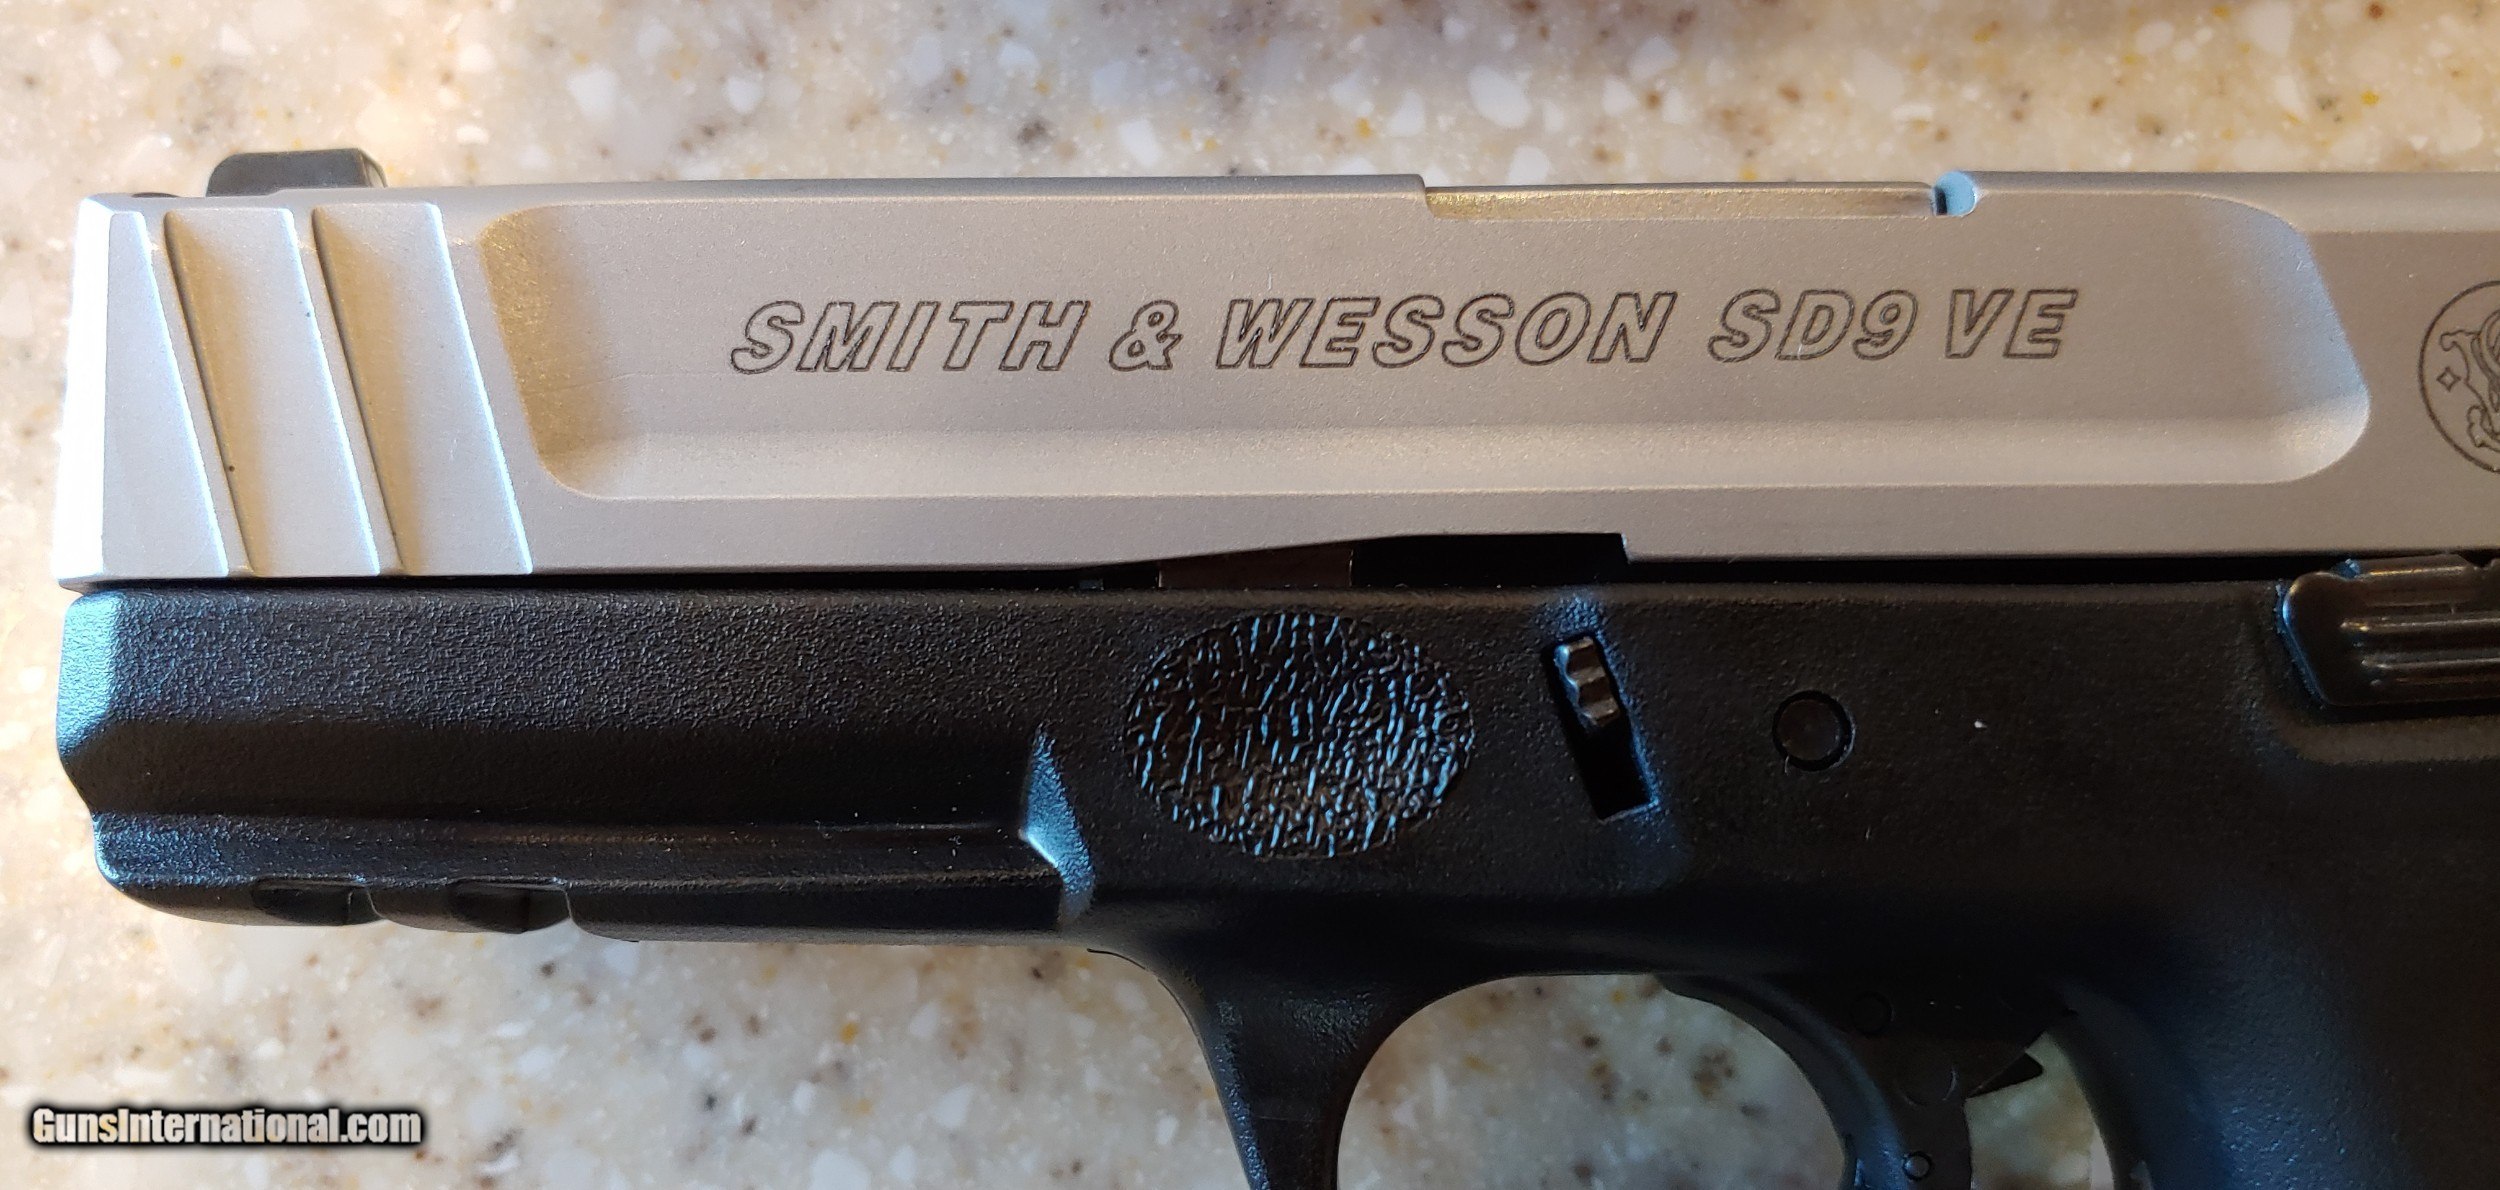 SMITH & WESSON SD9 VE
GunsInternational.com